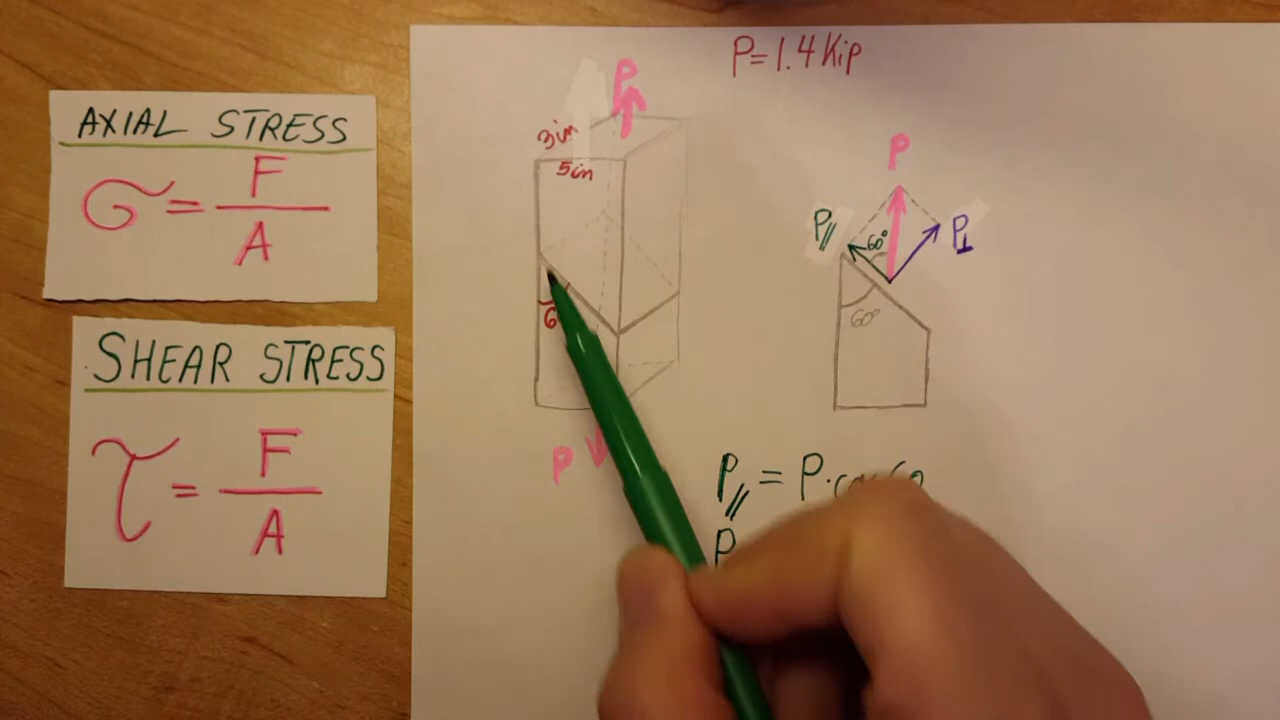 AXIAL STRESS
σ = F/A
SHEAR STRESS
τ = F/A
P=1.4 Kip
P
3in
5in
P
P
P//
60°
P⊥
60°
P// = P·cos60
P